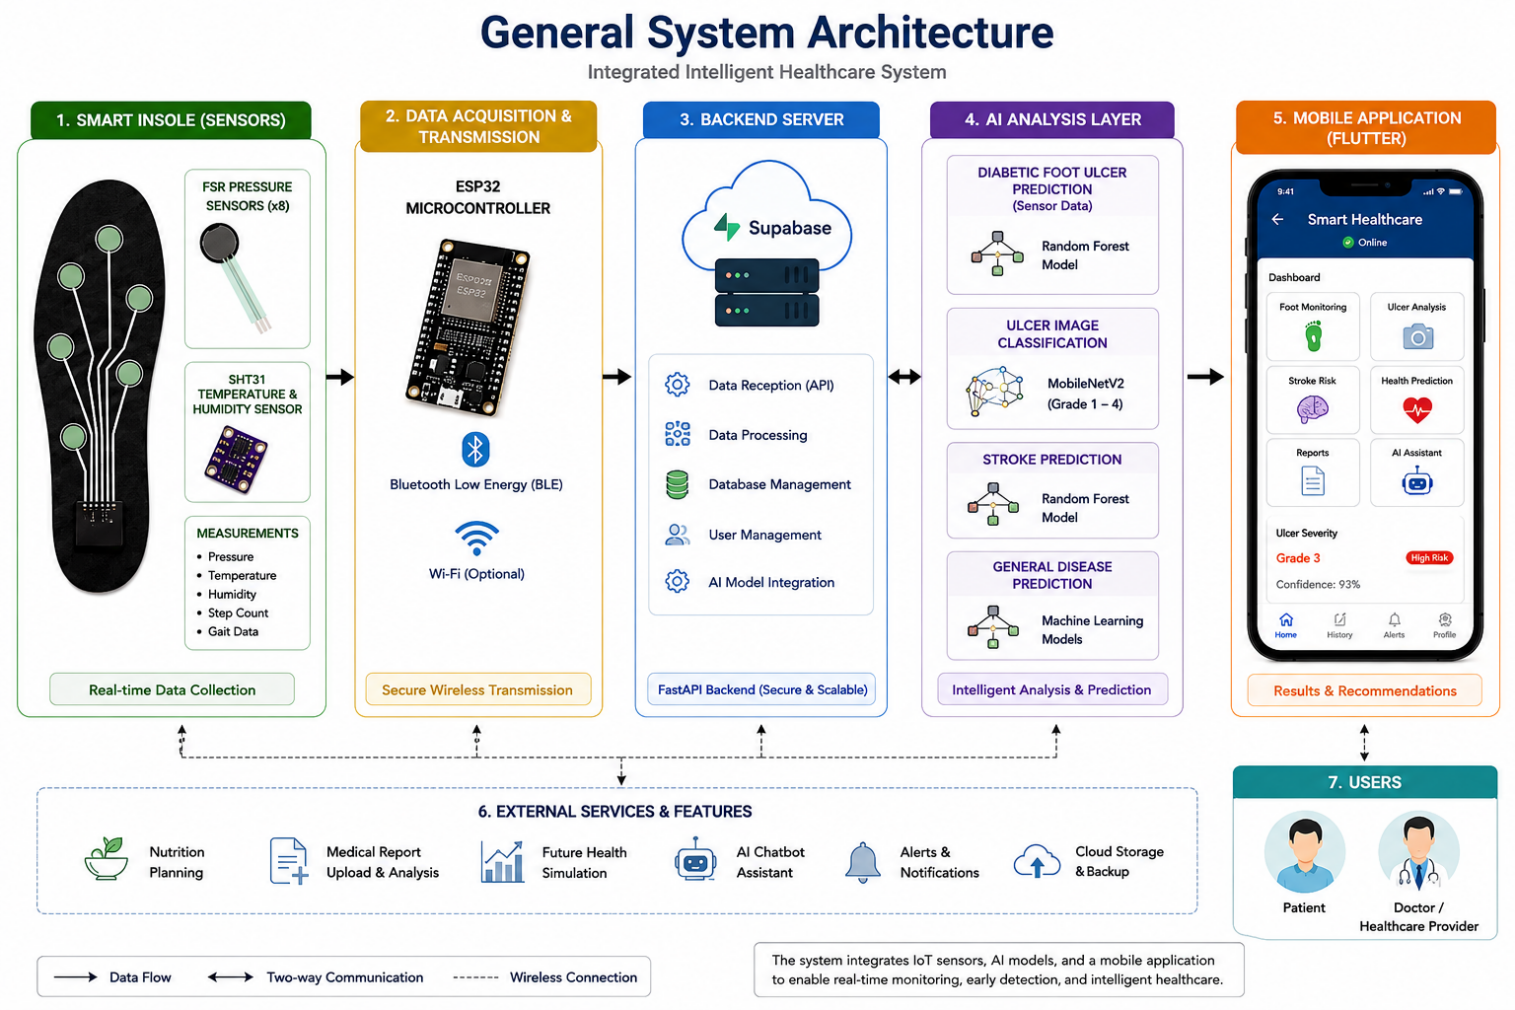 General System Architecture
Integrated Intelligent Healthcare System
1. SMART INSOLE (SENSORS)
FSR PRESSURE
SENSORS (x8)
SHT31
TEMPERATURE &
HUMIDITY SENSOR
MEASUREMENTS
• Pressure
• Temperature
• Humidity
• Step Count
• Gait Data
Real-time Data Collection
2. DATA ACQUISITION &
TRANSMISSION
ESP32
MICROCONTROLLER
ESP32
Bluetooth Low Energy (BLE)
Wi-Fi (Optional)
Secure Wireless Transmission
3. BACKEND SERVER
Supabase
Data Reception (API)
Data Processing
Database Management
User Management
AI Model Integration
FastAPI Backend (Secure & Scalable)
4. AI ANALYSIS LAYER
DIABETIC FOOT ULCER
PREDICTION
(Sensor Data)
Random Forest
Model
ULCER IMAGE
CLASSIFICATION
MobileNetV2
(Grade 1 – 4)
STROKE PREDICTION
Random Forest
Model
GENERAL DISEASE
PREDICTION
Machine Learning
Models
Intelligent Analysis & Prediction
5. MOBILE APPLICATION
(FLUTTER)
9:41
Smart Healthcare
Online
Dashboard
Foot Monitoring
Ulcer Analysis
Stroke Risk
Health Prediction
Reports
AI Assistant
Ulcer Severity
Grade 3
High Risk
Confidence: 93%
Home
History
Alerts
Profile
Results & Recommendations
6. EXTERNAL SERVICES & FEATURES
Nutrition
Planning
Medical Report
Upload & Analysis
Future Health
Simulation
AI Chatbot
Assistant
Alerts &
Notifications
Cloud Storage
& Backup
7. USERS
Patient
Doctor /
Healthcare Provider
Data Flow
Two-way Communication
Wireless Connection
The system integrates IoT sensors, AI models, and a mobile application
to enable real-time monitoring, early detection, and intelligent healthcare.